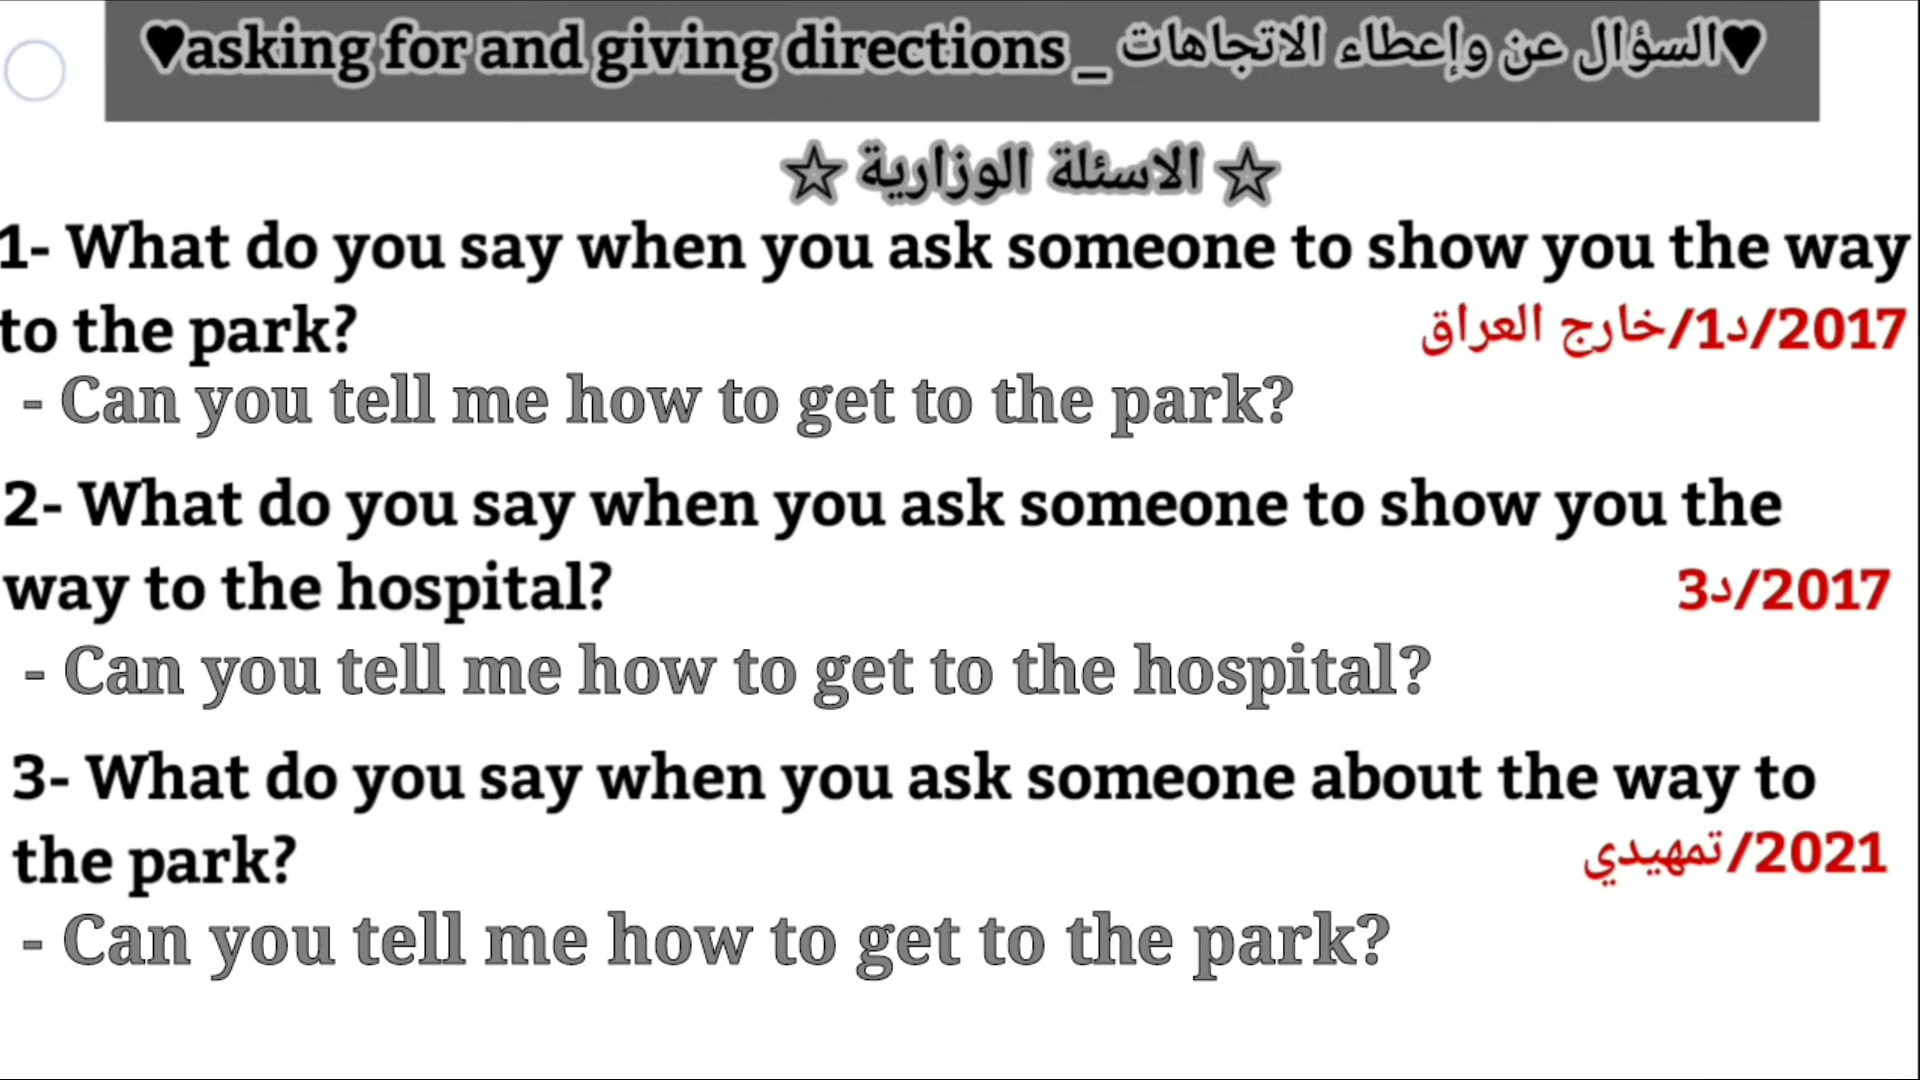 ♥asking for and giving directions _ السؤال عن وإعطاء الاتجاهات♥
☆ الاسئلة الوزارية ☆
1- What do you say when you ask someone to show you the way
to the park? 2017/د1/خارج العراق
- Can you tell me how to get to the park?
2- What do you say when you ask someone to show you the
way to the hospital? 2017/د3
- Can you tell me how to get to the hospital?
3- What do you say when you ask someone about the way to
the park? 2021/تمهيدي
- Can you tell me how to get to the park?